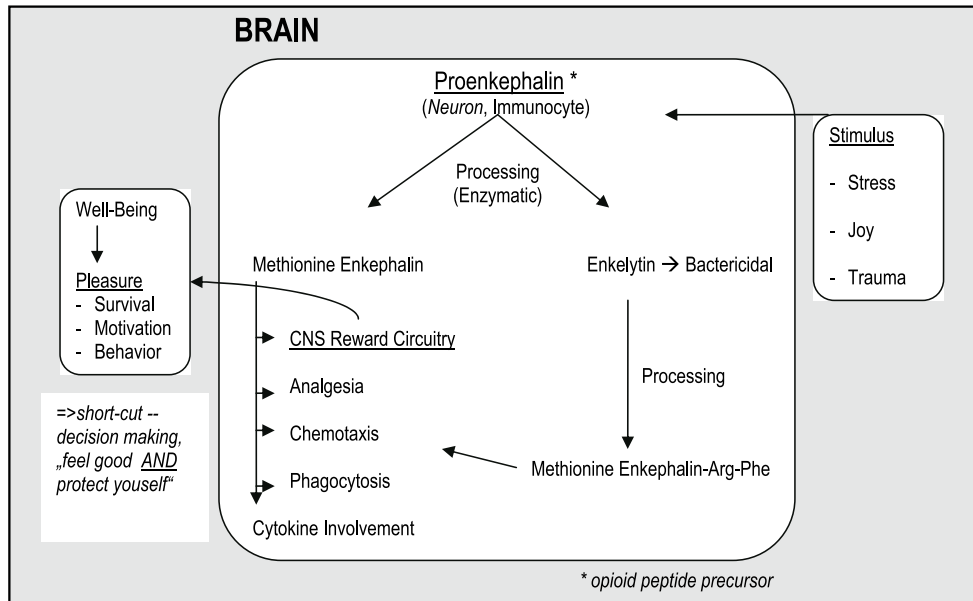 BRAIN
Proenkephalin *
(Neuron, Immunocyte)
Processing
(Enzymatic)
Stimulus
- Stress
- Joy
- Trauma
Well-Being
Pleasure
- Survival
- Motivation
- Behavior
Methionine Enkephalin
Enkelytin → Bactericidal
CNS Reward Circuitry
Analgesia
Chemotaxis
Phagocytosis
Cytokine Involvement
Processing
Methionine Enkephalin-Arg-Phe
=>short-cut --
decision making,
„feel good AND
protect youself“
* opioid peptide precursor